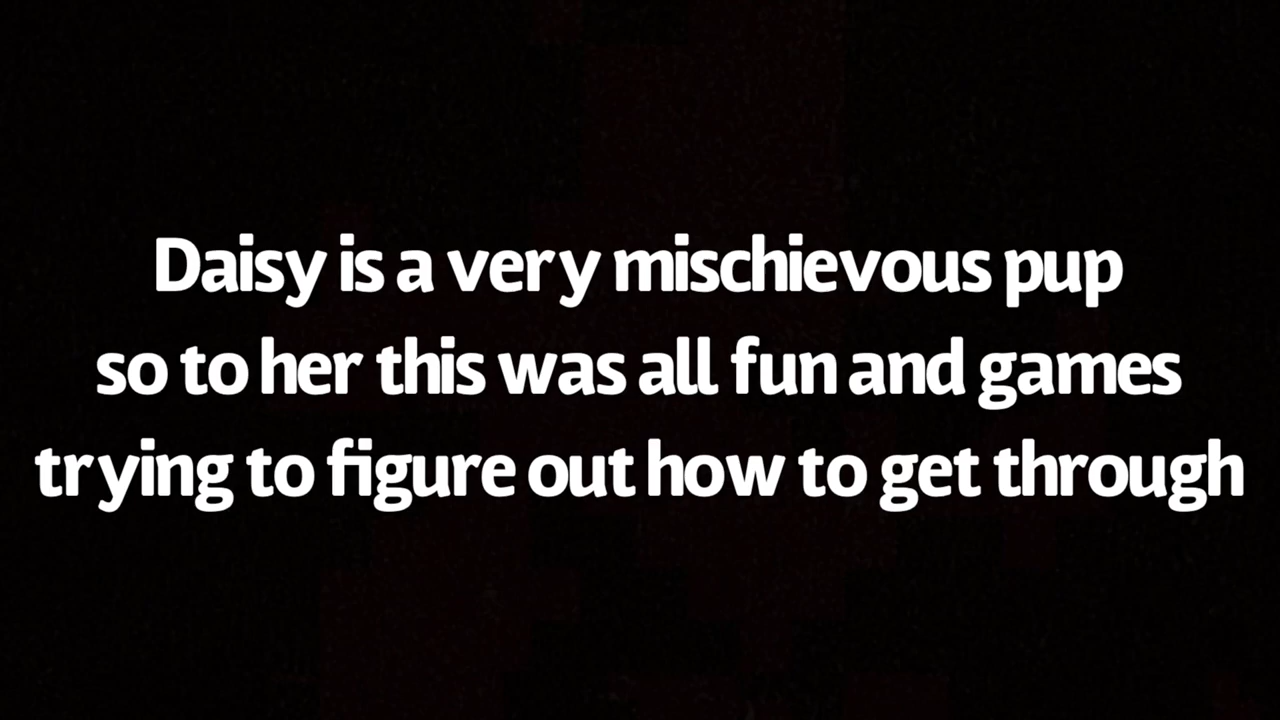 Daisy is a very mischievous pup
so to her this was all fun and games
trying to figure out how to get through